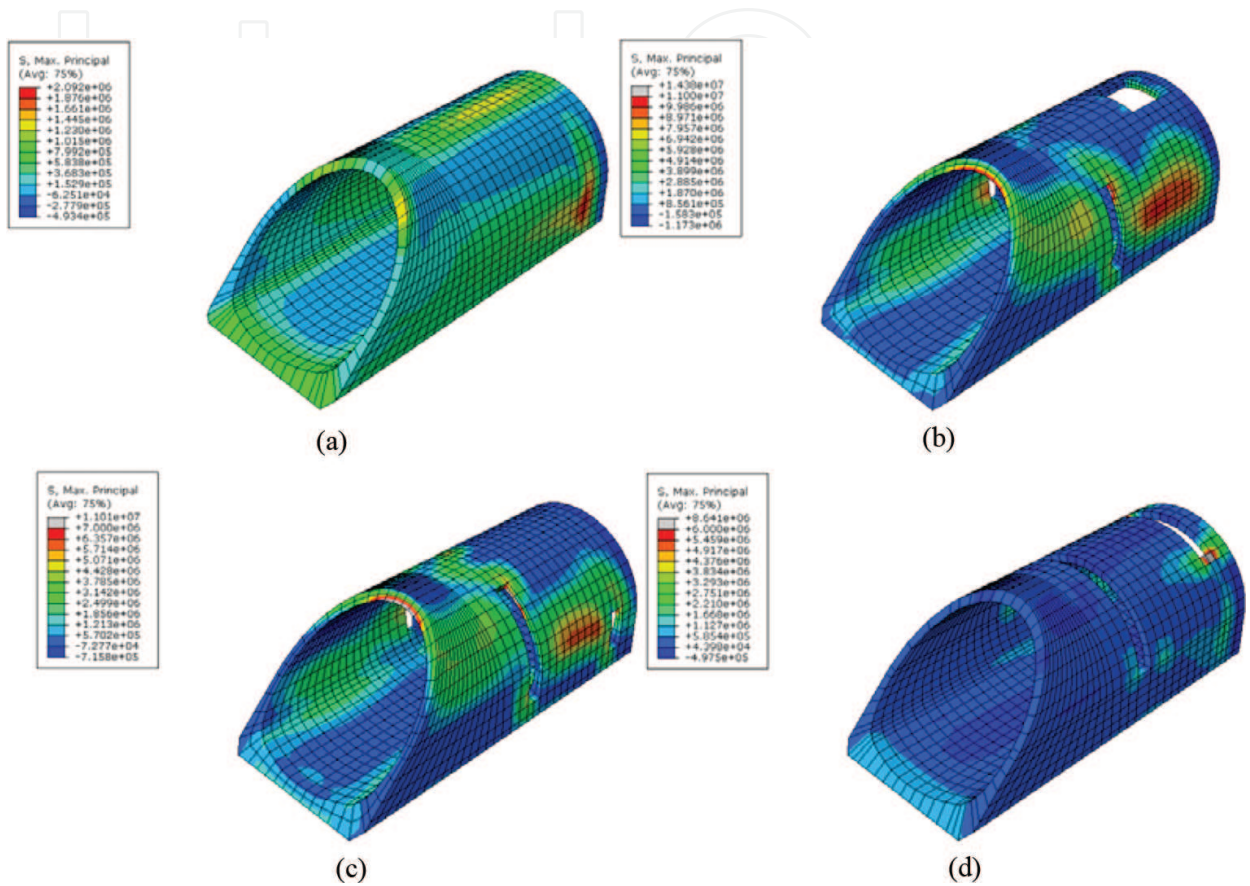 S, Max. Principal
(Avg: 75%)
+2.092e+06
+1.876e+06
+1.661e+06
+1.445e+06
+1.230e+06
+1.015e+06
+7.992e+05
+5.838e+05
+3.683e+05
+1.529e+05
-6.251e+04
-2.779e+05
-4.934e+05
(a)
S, Max. Principal
(Avg: 75%)
+1.438e+07
+1.100e+07
+9.986e+06
+8.971e+06
+7.957e+06
+6.942e+06
+5.928e+06
+4.914e+06
+3.899e+06
+2.885e+06
+1.870e+06
+8.561e+05
-1.583e+05
-1.173e+06
(b)
S, Max. Principal
(Avg: 75%)
+1.101e+07
+7.000e+06
+6.357e+06
+5.714e+06
+5.071e+06
+4.428e+06
+3.785e+06
+3.142e+06
+2.499e+06
+1.856e+06
+1.213e+06
+5.702e+05
-7.277e+04
-7.158e+05
(c)
S, Max. Principal
(Avg: 75%)
+8.641e+06
+6.000e+06
+5.459e+06
+4.917e+06
+4.376e+06
+3.834e+06
+3.293e+06
+2.751e+06
+2.210e+06
+1.668e+06
+1.127e+06
+5.854e+05
+4.398e+04
-4.975e+05
(d)